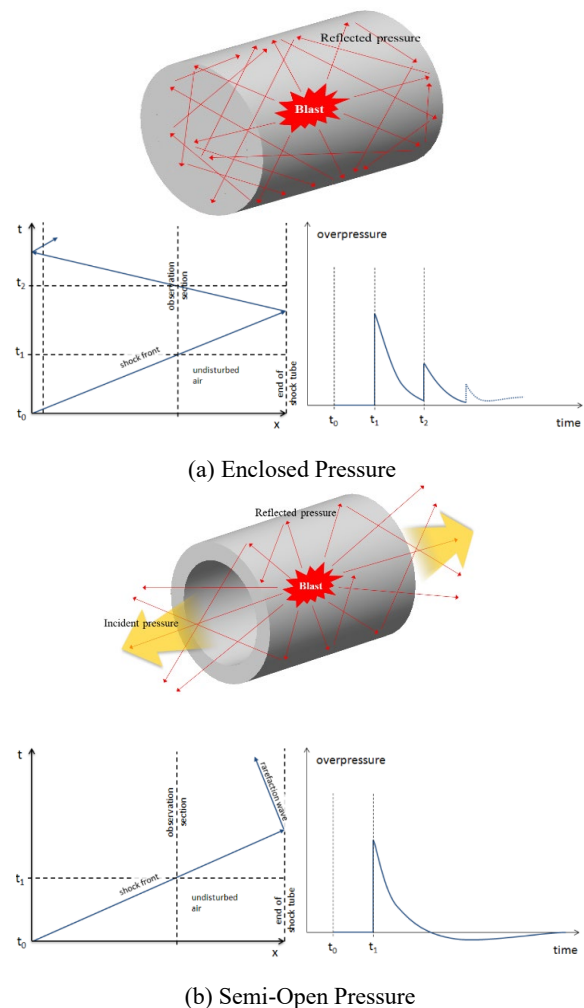 Reflected pressure
Blast
t
t₂
t₁
t₀
shock front
observation
section
undisturbed
air
end of
shock tube
x
overpressure
t₀
t₁
t₂
time
(a) Enclosed Pressure
Reflected pressure
Blast
Incident pressure
t
t₁
t₀
shock front
observation
section
undisturbed
air
rarefaction wave
end of
shock tube
x
overpressure
t₀
t₁
time
(b) Semi-Open Pressure